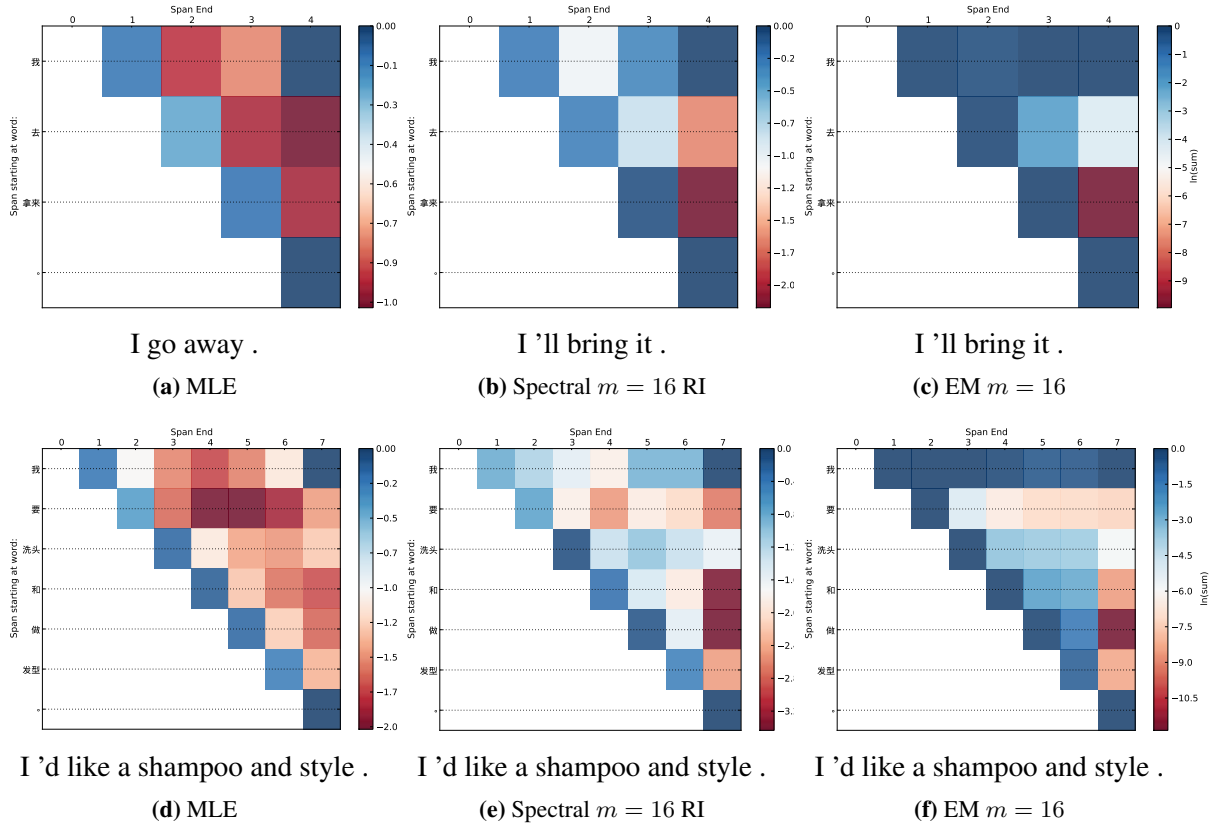 Span End
0 1 2 3 4
Span starting at word:
我
去
拿来
。
0.00
−0.1
−0.2
−0.3
−0.4
−0.6
−0.7
−0.8
−0.9
−1.0
I go away .
(a) MLE
Span End
0 1 2 3 4
Span starting at word:
我
去
拿来
。
0.00
−0.2
−0.5
−0.7
−1.0
−1.2
−1.5
−1.7
−2.0
I 'll bring it .
(b) Spectral m = 16 RI
Span End
0 1 2 3 4
Span starting at word:
我
去
拿来
。
0
−1
−2
−3
−4
−5
−6
−7
−8
−9
ln(sum)
I 'll bring it .
(c) EM m = 16
Span End
0 1 2 3 4 5 6 7
Span starting at word:
我
要
洗头
和
做
发型
。
0.00
−0.2
−0.5
−0.7
−1.0
−1.2
−1.5
−1.7
−2.0
I 'd like a shampoo and style .
(d) MLE
Span End
0 1 2 3 4 5 6 7
Span starting at word:
我
要
洗头
和
做
发型
。
0.0
−0.
−0.
−1.
−1.
−2.
−2.
−3.
I 'd like a shampoo and style .
(e) Spectral m = 16 RI
Span End
0 1 2 3 4 5 6 7
Span starting at word:
我
要
洗头
和
做
发型
。
0.0
−1.5
−3.0
−4.5
−6.0
−7.5
−9.0
−10.5
ln(sum)
I 'd like a shampoo and style .
(f) EM m = 16